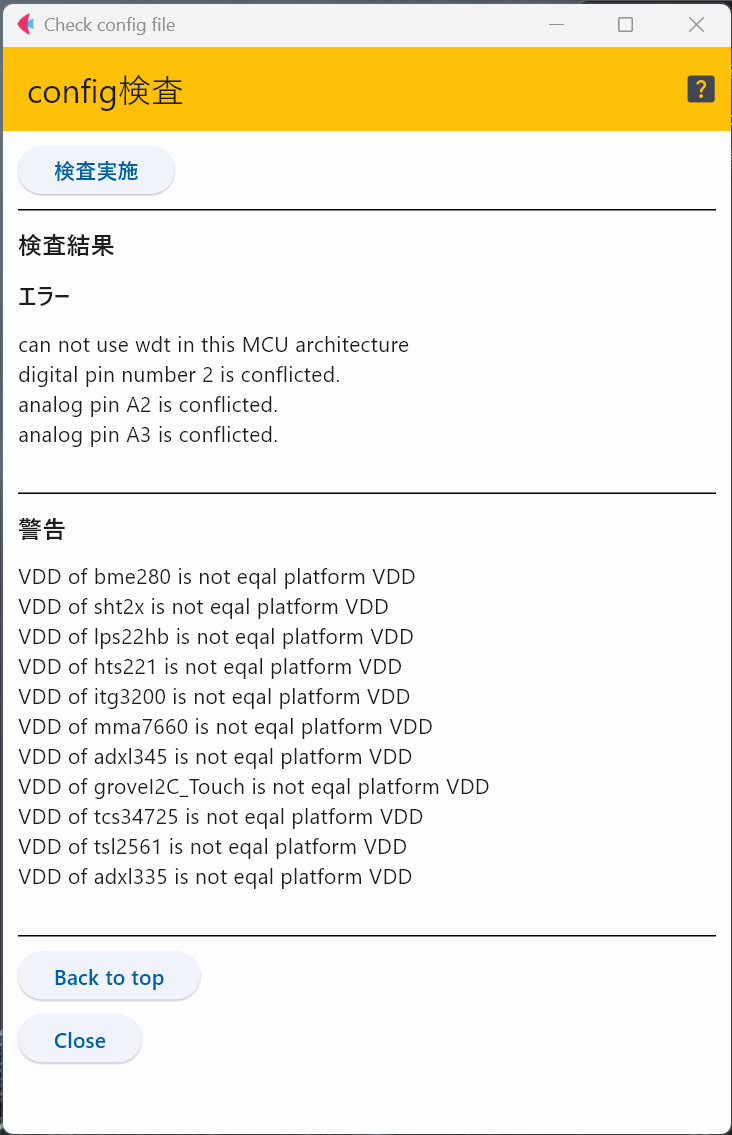 Check config file
config検査
?
検査実施
検査結果
エラー
can not use wdt in this MCU architecture
digital pin number 2 is conflicted.
analog pin A2 is conflicted.
analog pin A3 is conflicted.
警告
VDD of bme280 is not eqal platform VDD
VDD of sht2x is not eqal platform VDD
VDD of lps22hb is not eqal platform VDD
VDD of hts221 is not eqal platform VDD
VDD of itg3200 is not eqal platform VDD
VDD of mma7660 is not eqal platform VDD
VDD of adxl345 is not eqal platform VDD
VDD of groveI2C_Touch is not eqal platform VDD
VDD of tcs34725 is not eqal platform VDD
VDD of tsl2561 is not eqal platform VDD
VDD of adxl335 is not eqal platform VDD
Back to top
Close